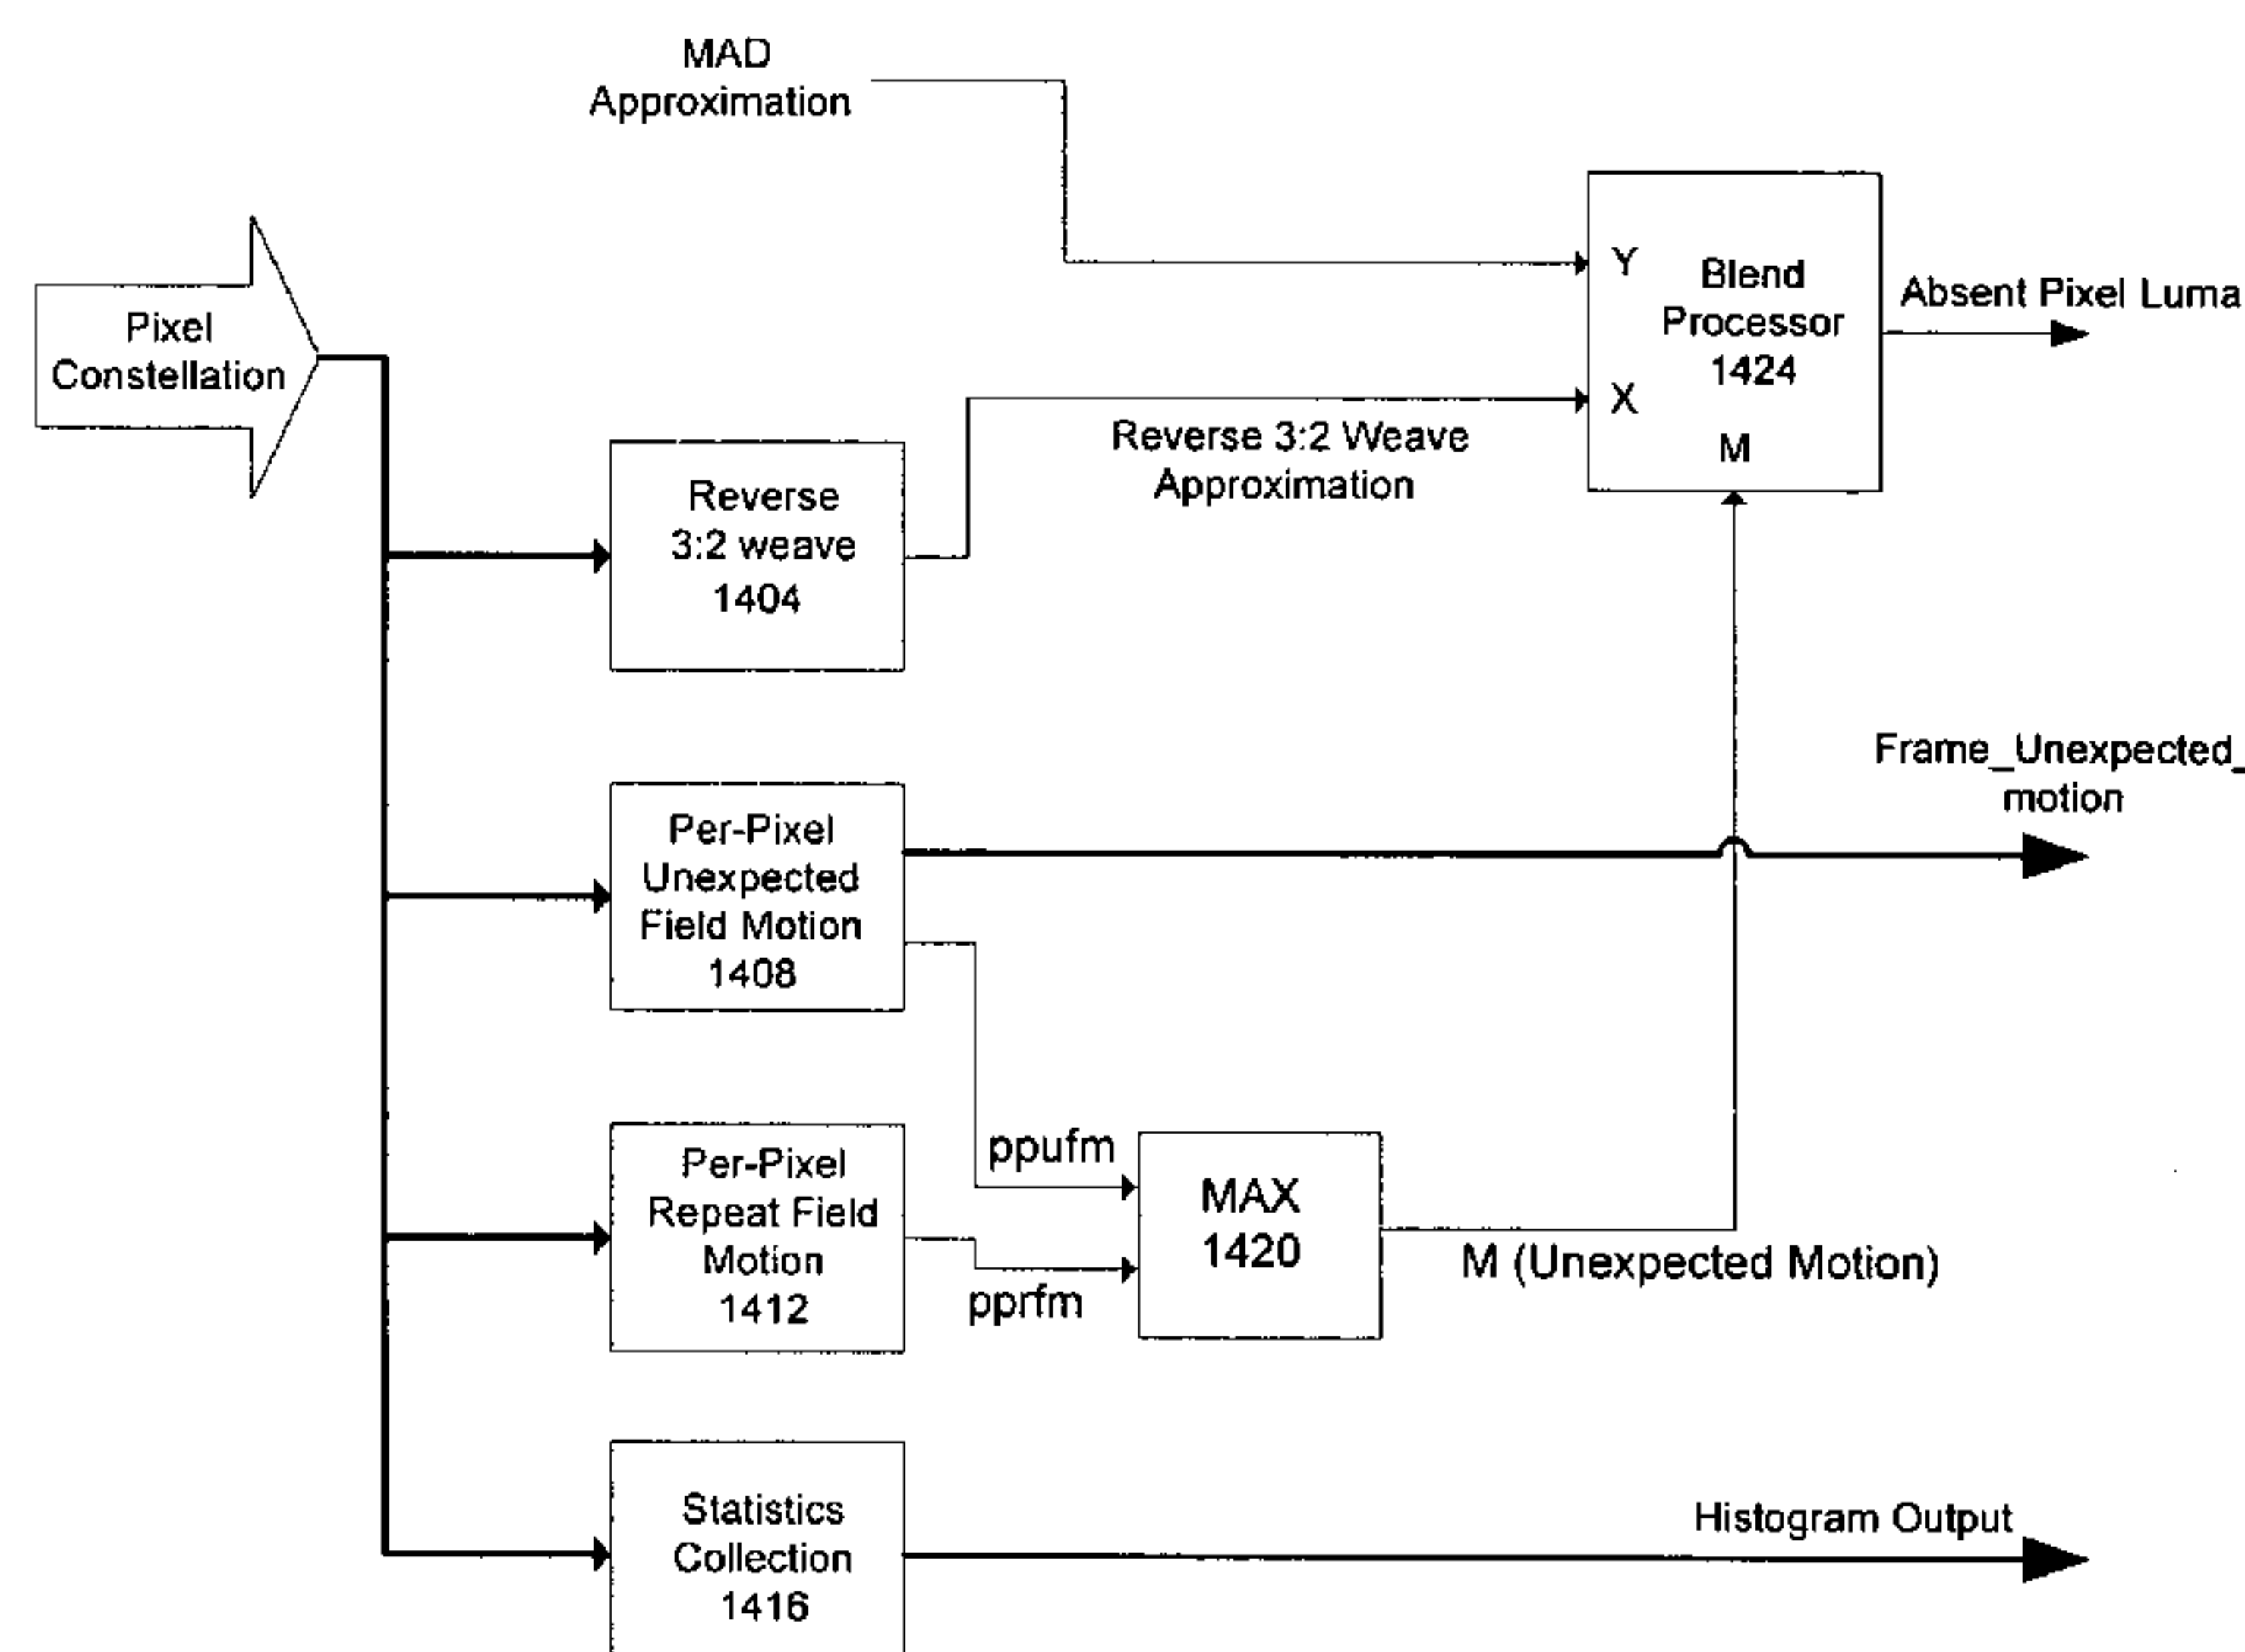 MAD
Approximation
Pixel
Constellation
Y
Blend
Processor
1424
X
M
Absent Pixel Luma
Reverse 3:2 Weave
Approximation
Reverse
3:2 weave
1404
Frame_Unexpected_
motion
Per-Pixel
Unexpected
Field Motion
1408
Per-Pixel
Repeat Field
Motion
1412
ppufm
pprfm
MAX
1420
M (Unexpected Motion)
Statistics
Collection
1416
Histogram Output